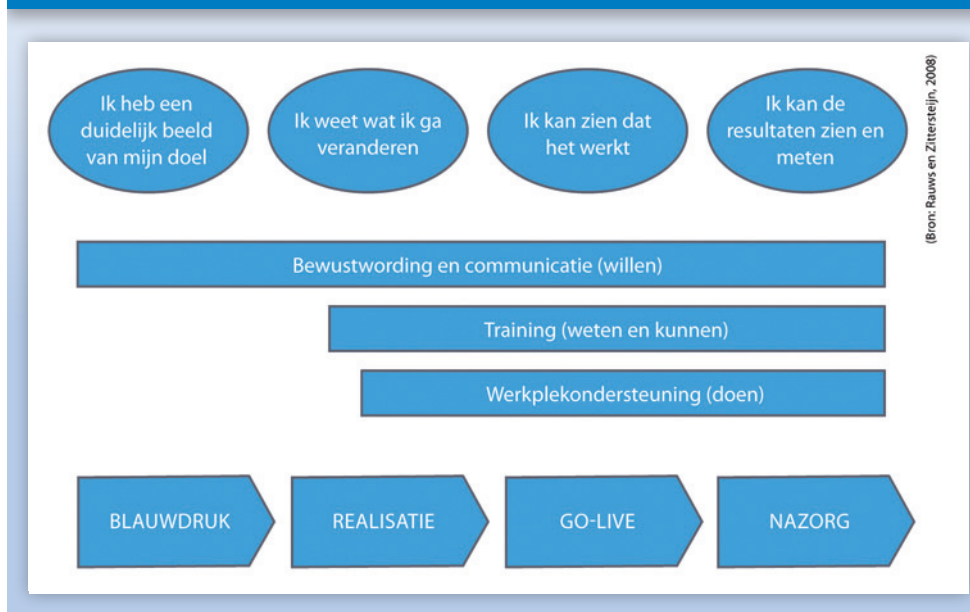 Ik heb een
duidelijk beeld
van mijn doel
Ik weet wat ik ga
veranderen
Ik kan zien dat
het werkt
Ik kan de
resultaten zien en
meten
(Bron: Rauws en Zittersteijn, 2008)
Bewustwording en communicatie (willen)
Training (weten en kunnen)
Werkplekondersteuning (doen)
BLAUWDRUK
REALISATIE
GO-LIVE
NAZORG